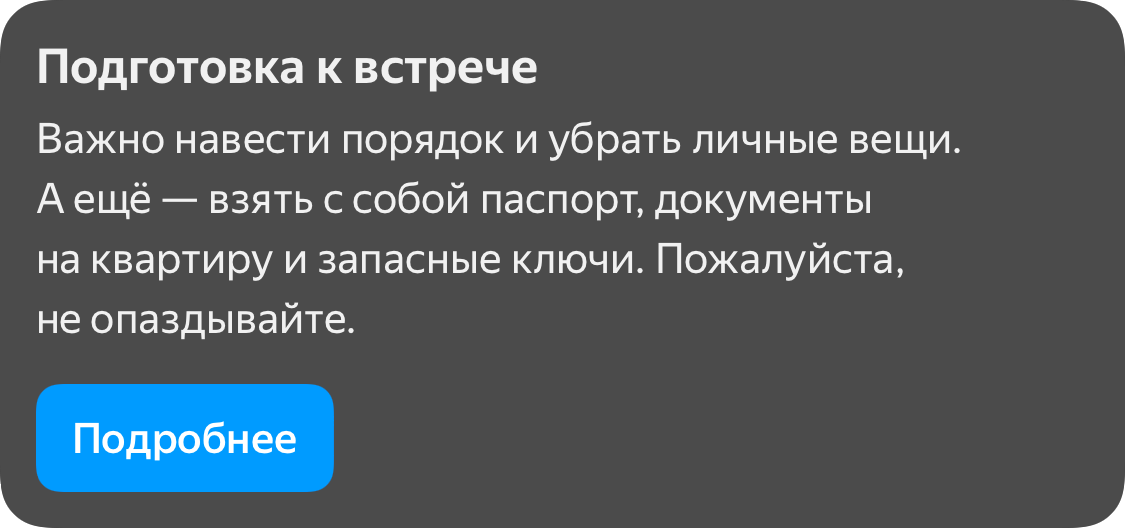 Подготовка к встрече
Важно навести порядок и убрать личные вещи.
А ещё — взять с собой паспорт, документы
на квартиру и запасные ключи. Пожалуйста,
не опаздывайте.
Подробнее